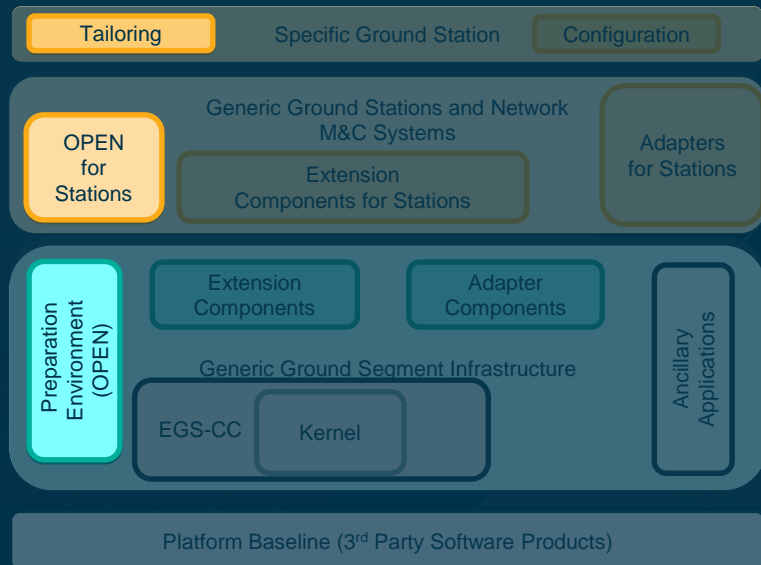 Tailoring
Specific Ground Station
Configuration
Generic Ground Stations and Network
M&C Systems
OPEN
for
Stations
Extension
Components for Stations
Adapters
for Stations
Preparation
Environment
(OPEN)
Extension
Components
Adapter
Components
Ancillary
Applications
Generic Ground Segment Infrastructure
EGS-CC
Kernel
Platform Baseline (3rd Party Software Products)